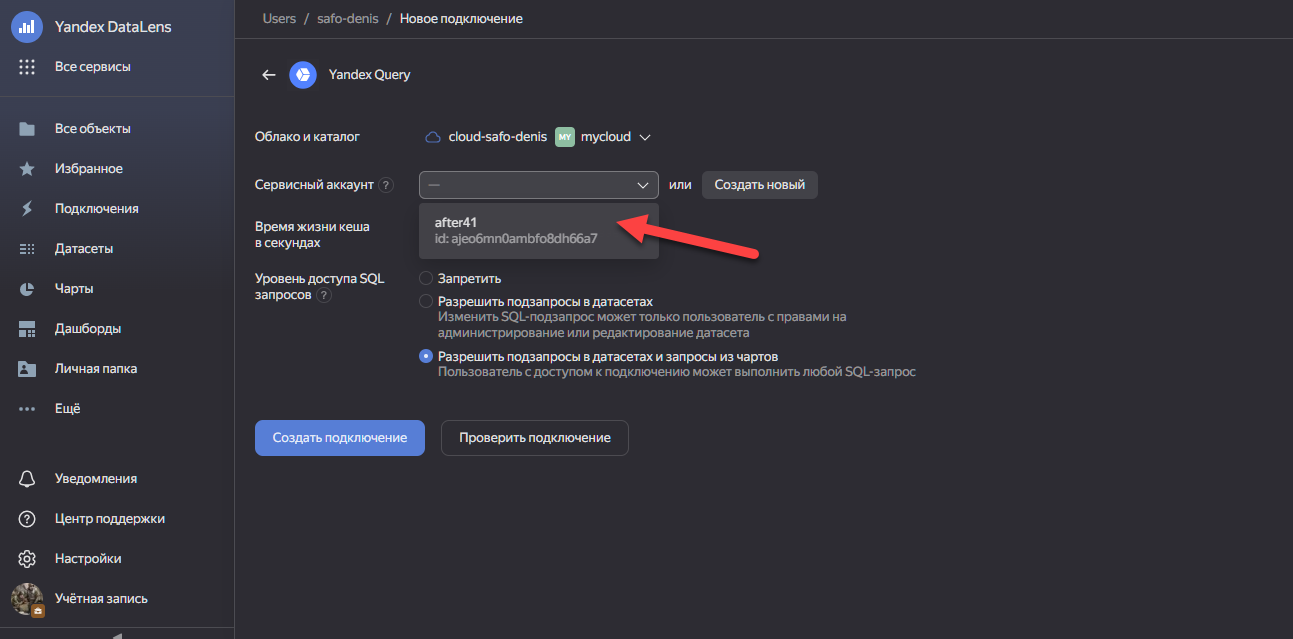 Yandex DataLens
Все сервисы
Все объекты
Избранное
Подключения
Датасеты
Чарты
Дашборды
Личная папка
Ещё
Уведомления
Центр поддержки
Настройки
Учётная запись
Users / safo-denis / Новое подключение
Yandex Query
Облако и каталог
cloud-safo-denis MY mycloud
Сервисный аккаунт ?
— или Создать новый
after41
id: ajeo6mn0ambfo8dh66a7
Время жизни кеша
в секундах
Уровень доступа SQL
запросов ?
Запретить
Разрешить подзапросы в датасетах
Изменить SQL-подзапрос может только пользователь с правами на
администрирование или редактирование датасета
Разрешить подзапросы в датасетах и запросы из чартов
Пользователь с доступом к подключению может выполнить любой SQL-запрос
Создать подключение
Проверить подключение